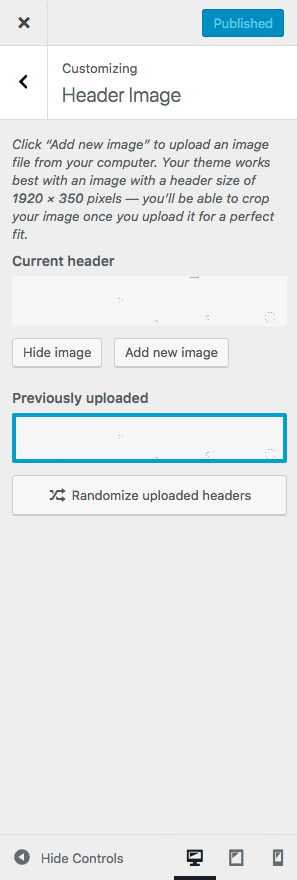 Published
Customizing
Header Image
Click “Add new image” to upload an image
file from your computer. Your theme works
best with an image with a header size of
1920 × 350 pixels — you’ll be able to crop
your image once you upload it for a perfect
fit.
Current header
Hide image
Add new image
Previously uploaded
Randomize uploaded headers
Hide Controls